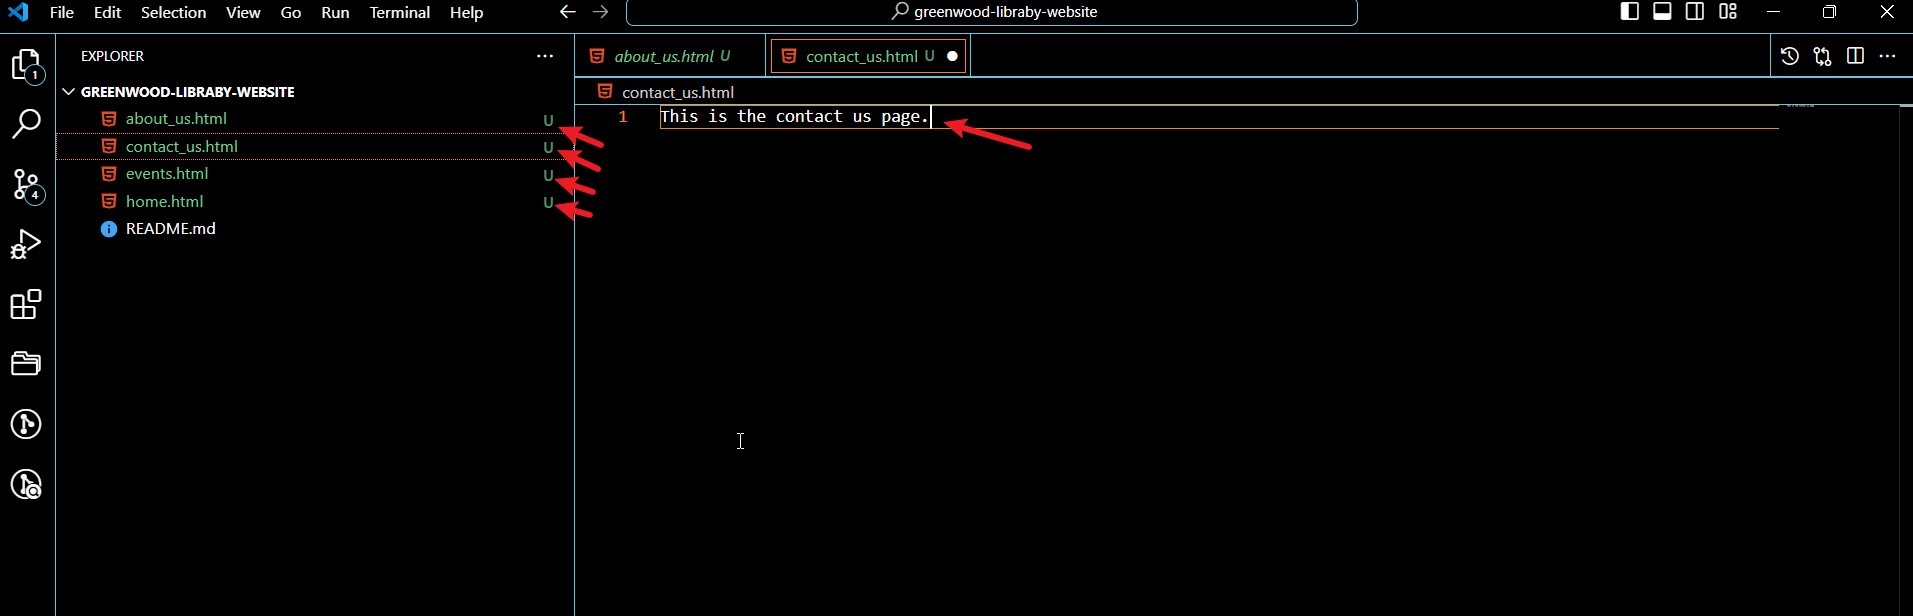 File Edit Selection View Go Run Terminal Help
greenwood-libraby-website
EXPLORER
GREENWOOD-LIBRABY-WEBSITE
about_us.html U
contact_us.html U
events.html U
home.html U
README.md
1
4
about_us.html U
contact_us.html U
contact_us.html
1 This is the contact us page.